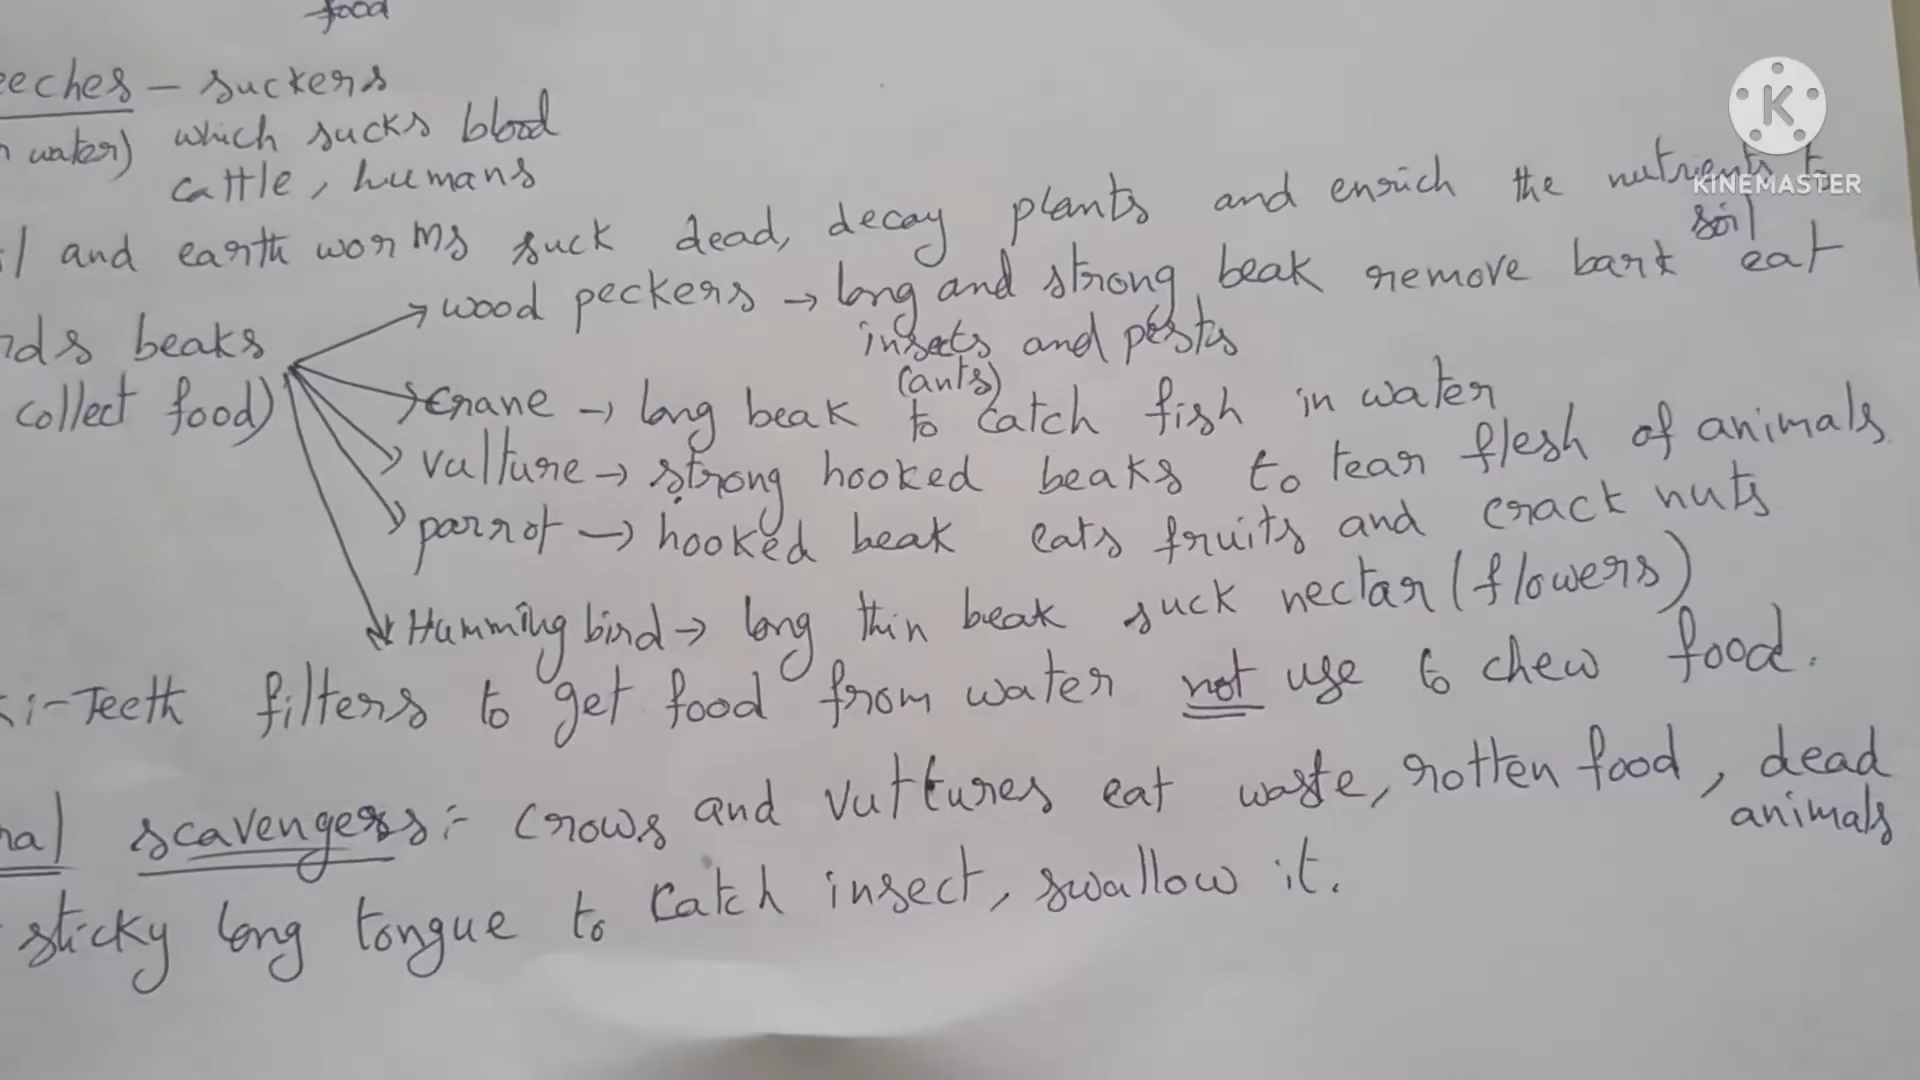 food
eeches - suckers
water) which sucks blood
cattle, humans
and earth worms suck dead, decay plants and enrich the nutrients to
soil
wood peckers → long and strong beak remove bark eat
insects and pests
(ants)
rds beaks
collect food)
crane → long beak to catch fish in water
vulture → strong hooked beaks to tear flesh of animals
parrot → hooked beak eats fruits and crack nuts
Humming bird → long thin beak suck nectar (flowers)
i-Teeth filters to get food from water not use to chew food.
nal scavengers:- crows and vultures eat waste, rotten food, dead
animals
sticky long tongue to catch insect, swallow it.
K
KINEMASTER